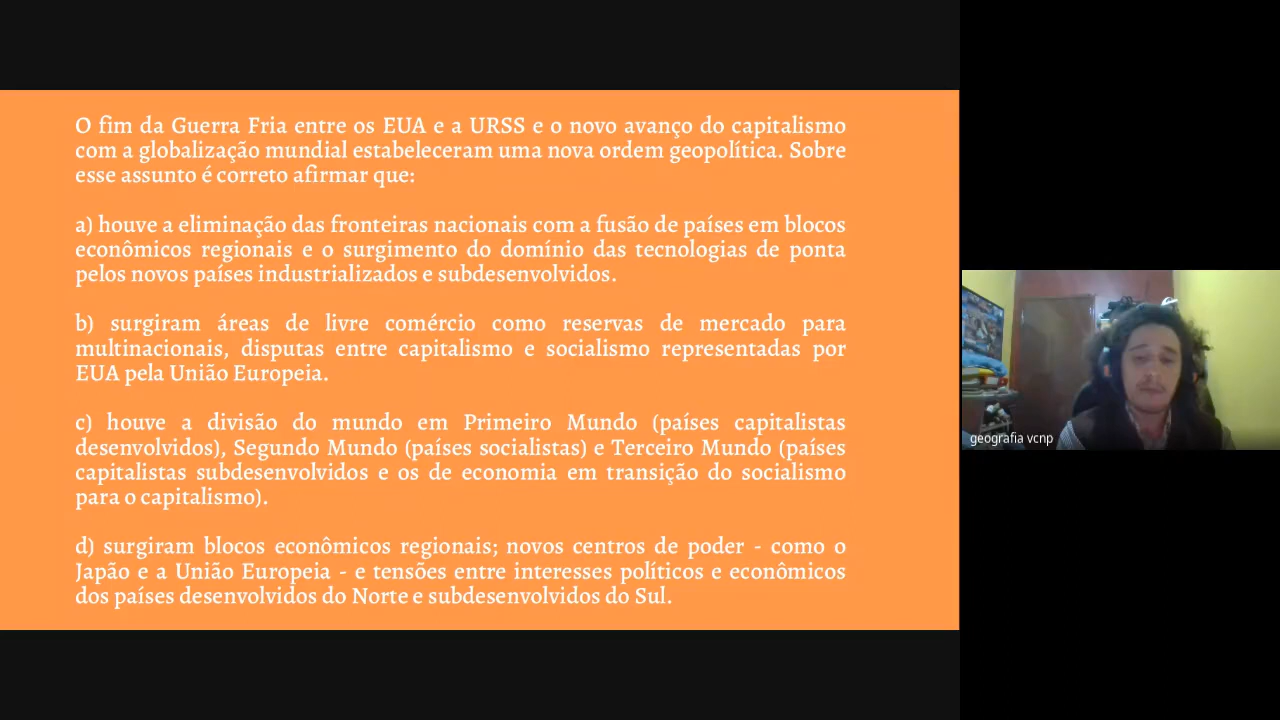 O fim da Guerra Fria entre os EUA e a URSS e o novo avanço do capitalismo
com a globalização mundial estabeleceram uma nova ordem geopolítica. Sobre
esse assunto é correto afirmar que:
a) houve a eliminação das fronteiras nacionais com a fusão de países em blocos
econômicos regionais e o surgimento do domínio das tecnologias de ponta
pelos novos países industrializados e subdesenvolvidos.
b) surgiram áreas de livre comércio como reservas de mercado para
multinacionais, disputas entre capitalismo e socialismo representadas por
EUA pela União Europeia.
c) houve a divisão do mundo em Primeiro Mundo (países capitalistas
desenvolvidos), Segundo Mundo (países socialistas) e Terceiro Mundo (países
capitalistas subdesenvolvidos e os de economia em transição do socialismo
para o capitalismo).
d) surgiram blocos econômicos regionais; novos centros de poder - como o
Japão e a União Europeia - e tensões entre interesses políticos e econômicos
dos países desenvolvidos do Norte e subdesenvolvidos do Sul.
geografia vcnp